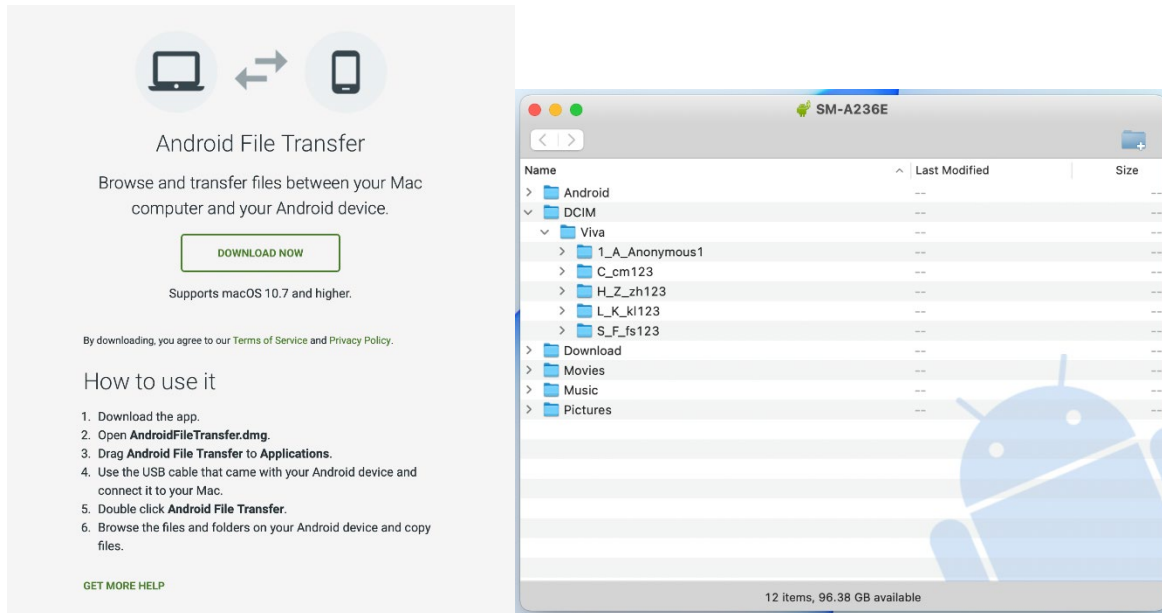 Android File Transfer
Browse and transfer files between your Mac
computer and your Android device.
DOWNLOAD NOW
Supports macOS 10.7 and higher.
By downloading, you agree to our Terms of Service and Privacy Policy.
How to use it
1. Download the app.
2. Open AndroidFileTransfer.dmg.
3. Drag Android File Transfer to Applications.
4. Use the USB cable that came with your Android device and
connect it to your Mac.
5. Double click Android File Transfer.
6. Browse the files and folders on your Android device and copy
files.
GET MORE HELP
SM-A236E
Name Last Modified Size
Android -- --
DCIM -- --
Viva -- --
1_A_Anonymous1 -- --
C_cm123 -- --
H_Z_zh123 -- --
L_K_kl123 -- --
S_F_fs123 -- --
Download -- --
Movies -- --
Music -- --
Pictures -- --
12 items, 96.38 GB available